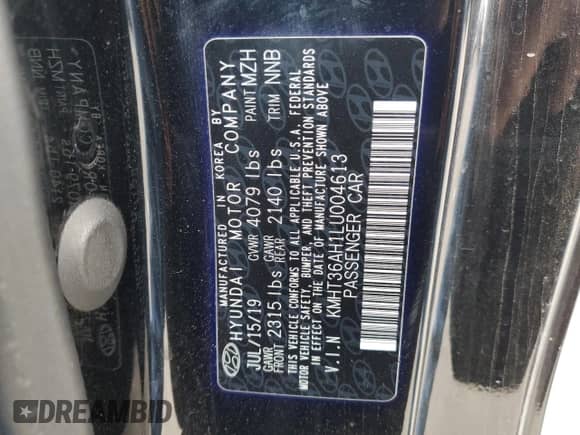 MANUFACTURED IN KOREA BY
HYUNDAI MOTOR COMPANY
JUL/15/19 GVWR 4079 lbs PAINT MZH
GAWR FRONT 2315 lbs GAWR REAR 2140 lbs TRIM NNB
THIS VEHICLE CONFORMS TO ALL APPLICABLE U.S.A. FEDERAL
MOTOR VEHICLE SAFETY, BUMPER, AND THEFT PREVENTION STANDARDS
IN EFFECT ON THE DATE OF MANUFACTURE SHOWN ABOVE
V.I.N KMHT36AH1LU004613
PASSENGER CAR
DREAMBID